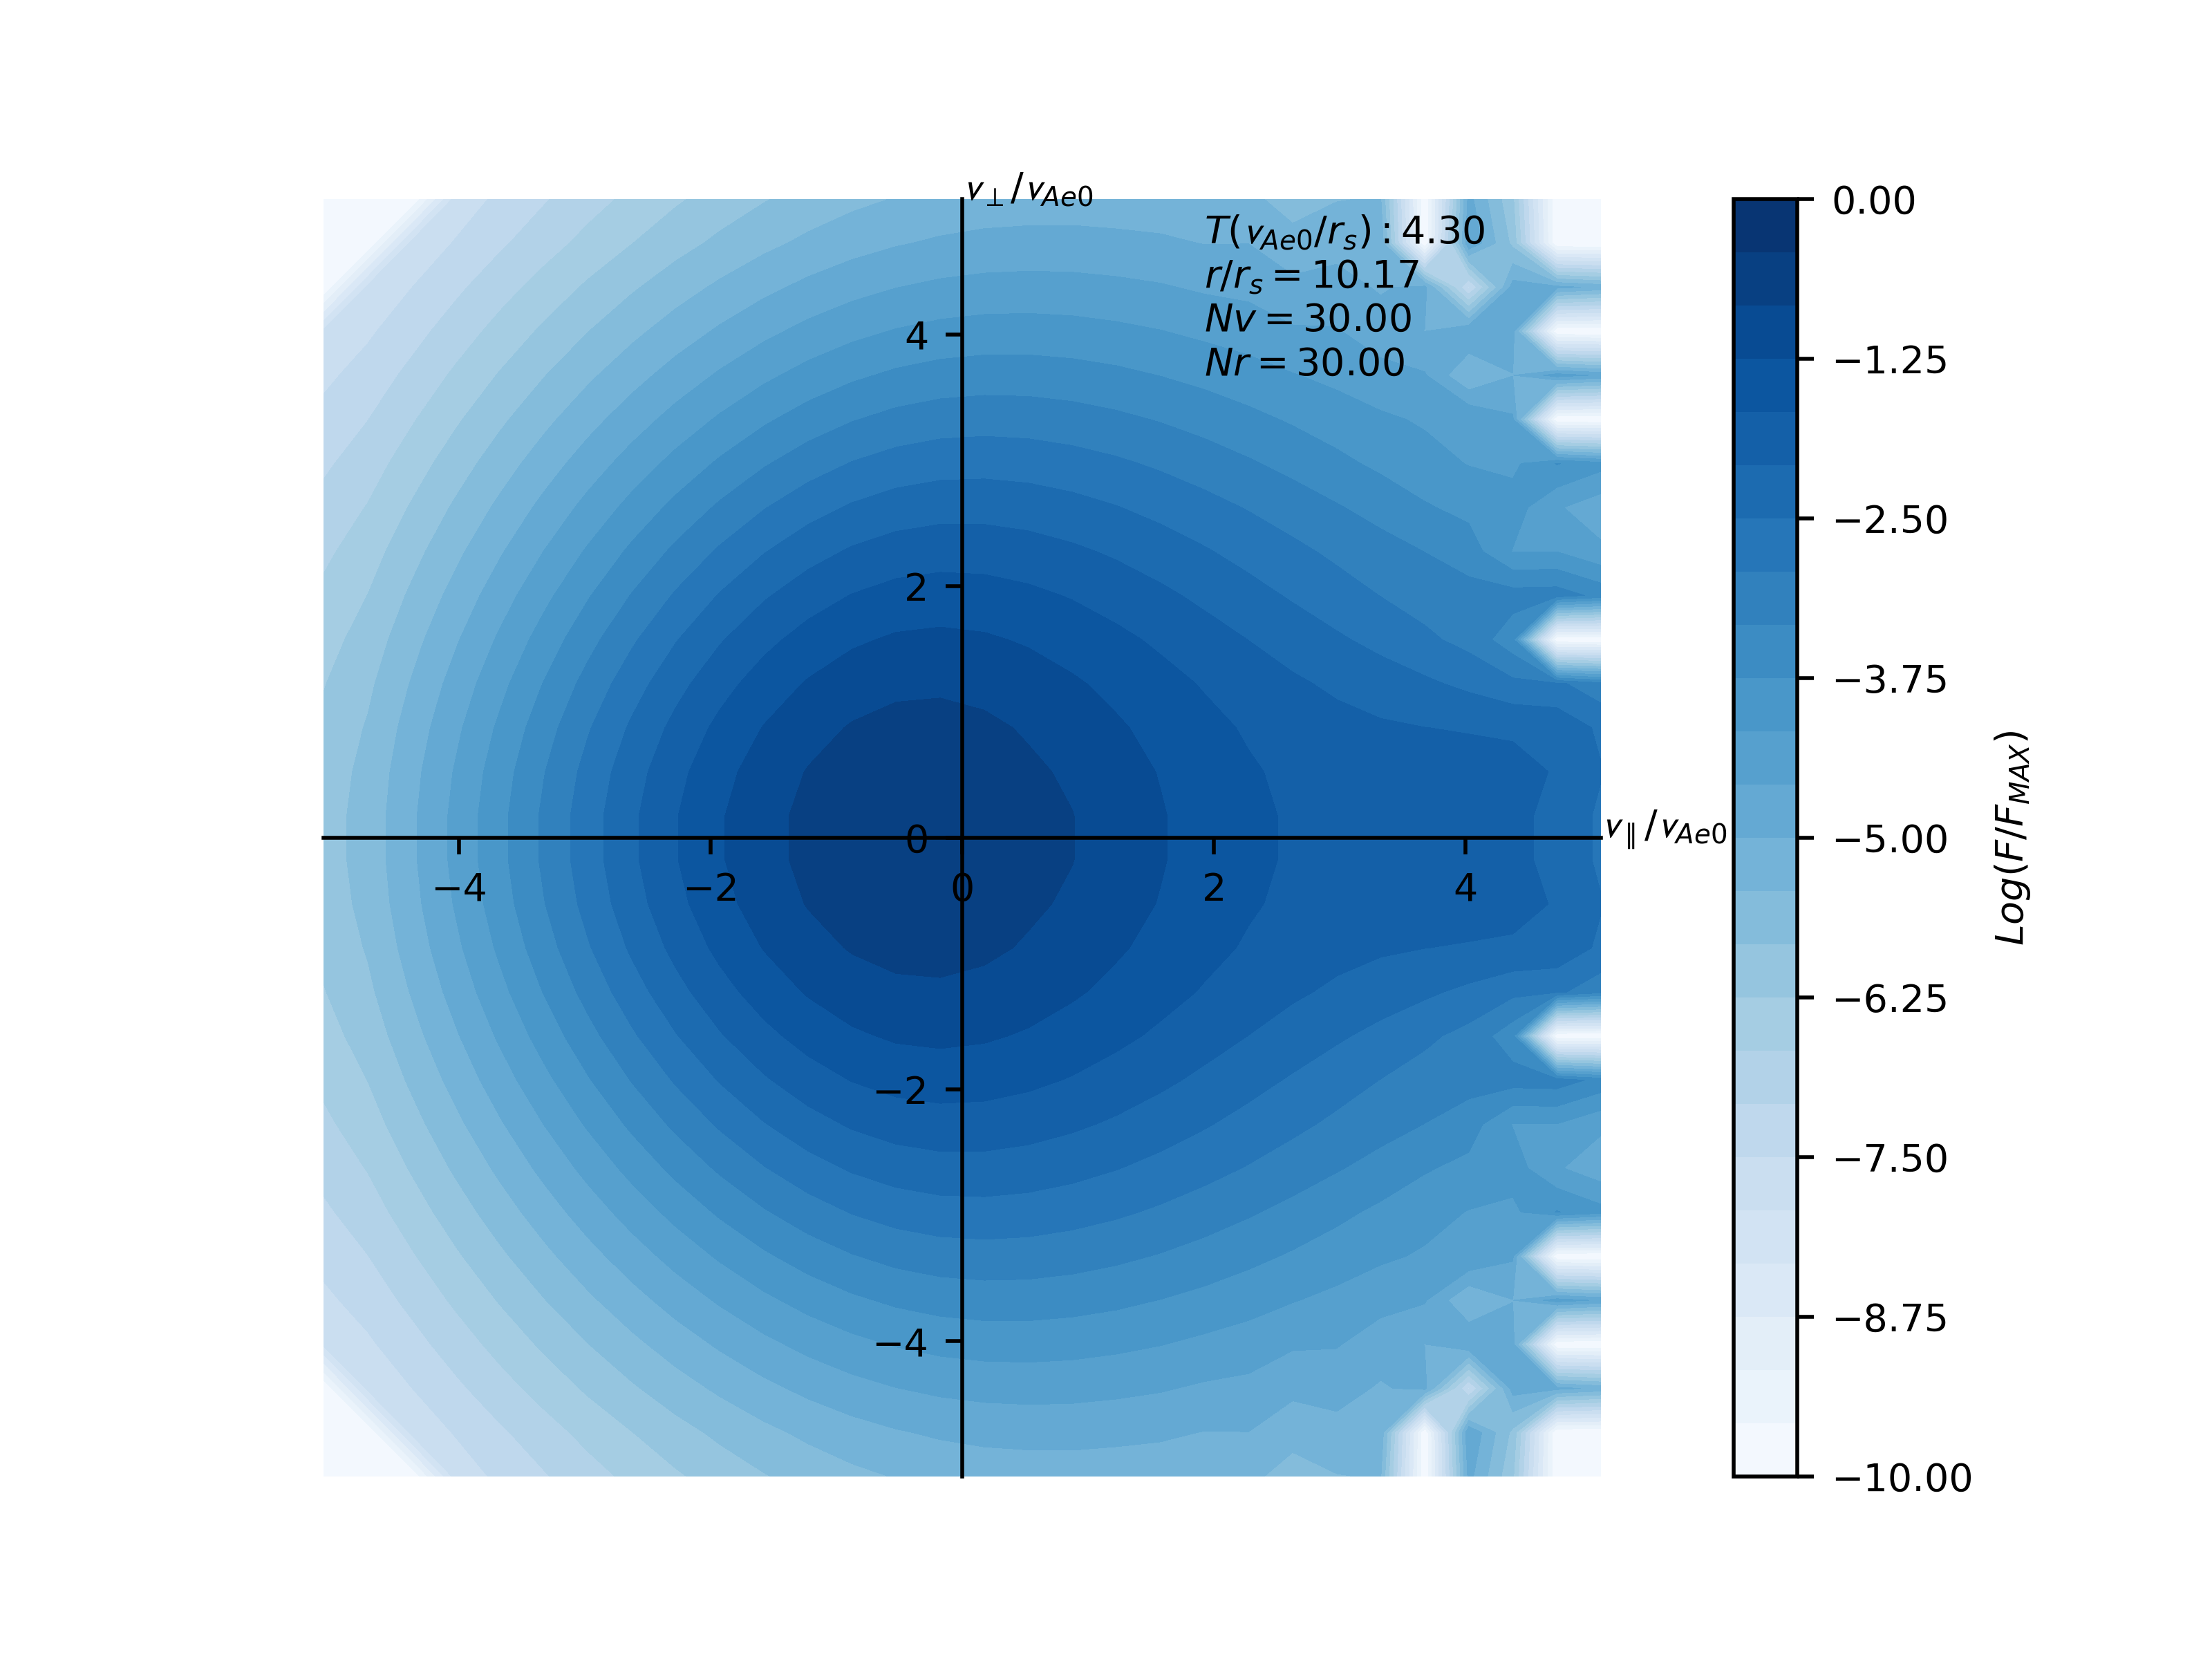 v⊥/vAe0
T(vAe0/rs):4.30
r/rs = 10.17
Nv = 30.00
Nr = 30.00
4
2
0
−2
−4
−4
−2
0
2
4
v∥/vAe0
0.00
−1.25
−2.50
−3.75
−5.00
−6.25
−7.50
−8.75
−10.00
Log(F/FMAX)